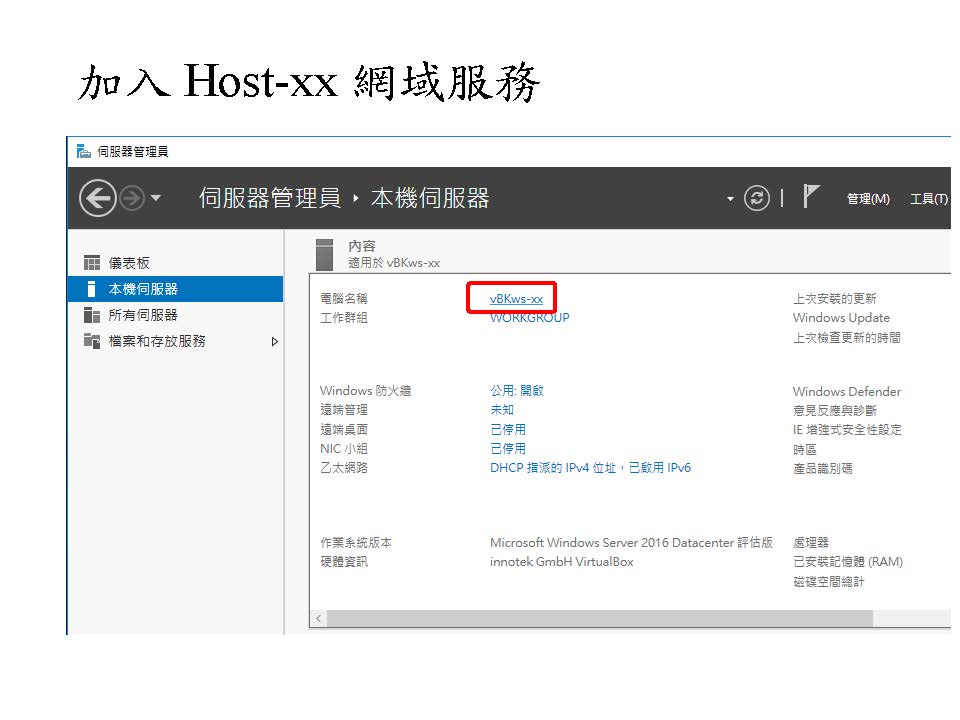 加入 Host-xx 網域服務
伺服器管理員
伺服器管理員 ‣ 本機伺服器
管理(M) 工具(T)
儀表板
本機伺服器
所有伺服器
檔案和存放服務
內容
適用於 vBKws-xx
電腦名稱 vBKws-xx 上次安裝的更新
工作群組 WORKGROUP Windows Update
上次檢查更新的時間
Windows 防火牆 公用: 開啟 Windows Defender
遠端管理 未知 意見反應與診斷
遠端桌面 已停用 IE 增強式安全性設定
NIC 小組 已停用 時區
乙太網路 DHCP 指派的 IPv4 位址，已啟用 IPv6 產品識別碼
作業系統版本 Microsoft Windows Server 2016 Datacenter 評估版 處理器
硬體資訊 innotek GmbH VirtualBox 已安裝記憶體 (RAM)
磁碟空間總計